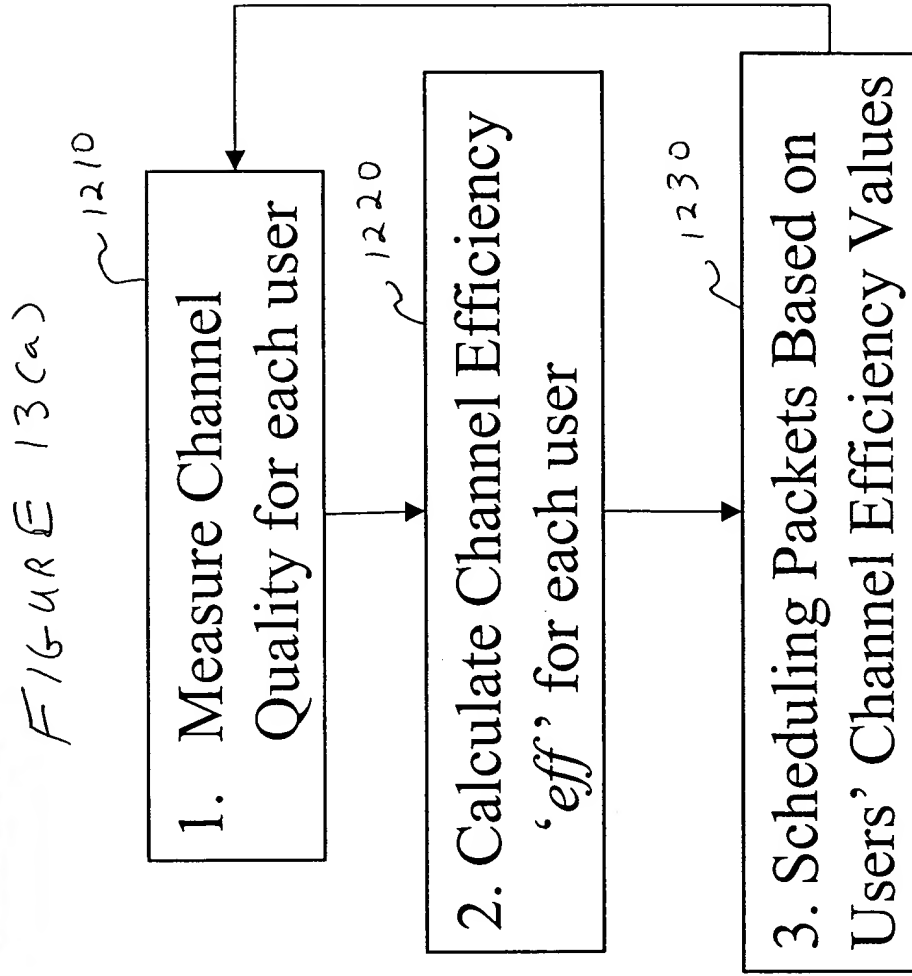 FIGURE 13(a)
1210
1. Measure Channel
Quality for each user
1220
2. Calculate Channel Efficiency
‘eff’ for each user
1230
3. Scheduling Packets Based on
Users’ Channel Efficiency Values